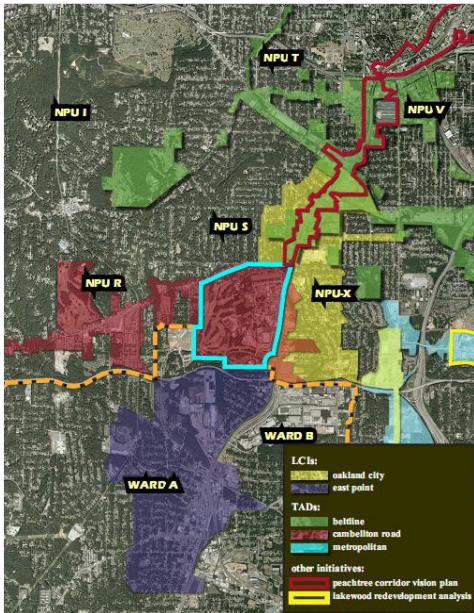 NPU T
NPU I
NPU V
NPU S
NPU R
NPU-X
WARD B
WARD A
LCIs:
oakland city
east point
TADs:
beltline
cambellton road
metropolitan
other initiatives:
peachtree corridor vision plan
lakewood redevelopment analysis